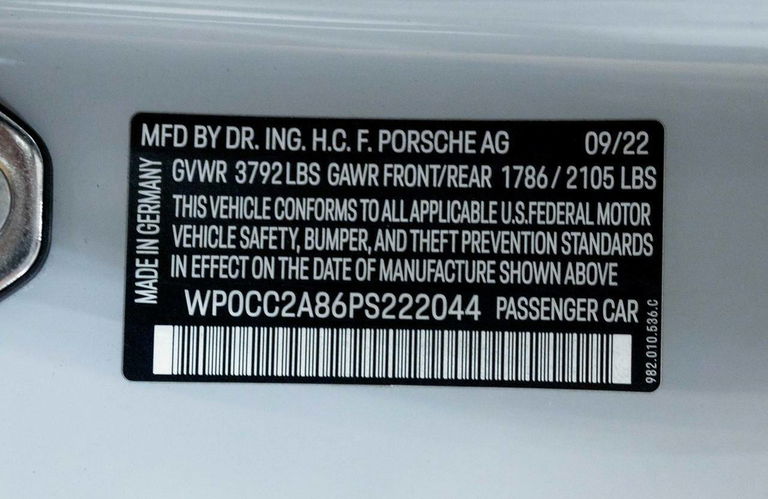 MFD BY DR. ING. H.C. F. PORSCHE AG 09/22
GVWR 3792 LBS GAWR FRONT/REAR 1786 / 2105 LBS
THIS VEHICLE CONFORMS TO ALL APPLICABLE U.S. FEDERAL MOTOR
VEHICLE SAFETY, BUMPER, AND THEFT PREVENTION STANDARDS
IN EFFECT ON THE DATE OF MANUFACTURE SHOWN ABOVE
WP0CC2A86PS222044 PASSENGER CAR
MADE IN GERMANY
982.010.536.C